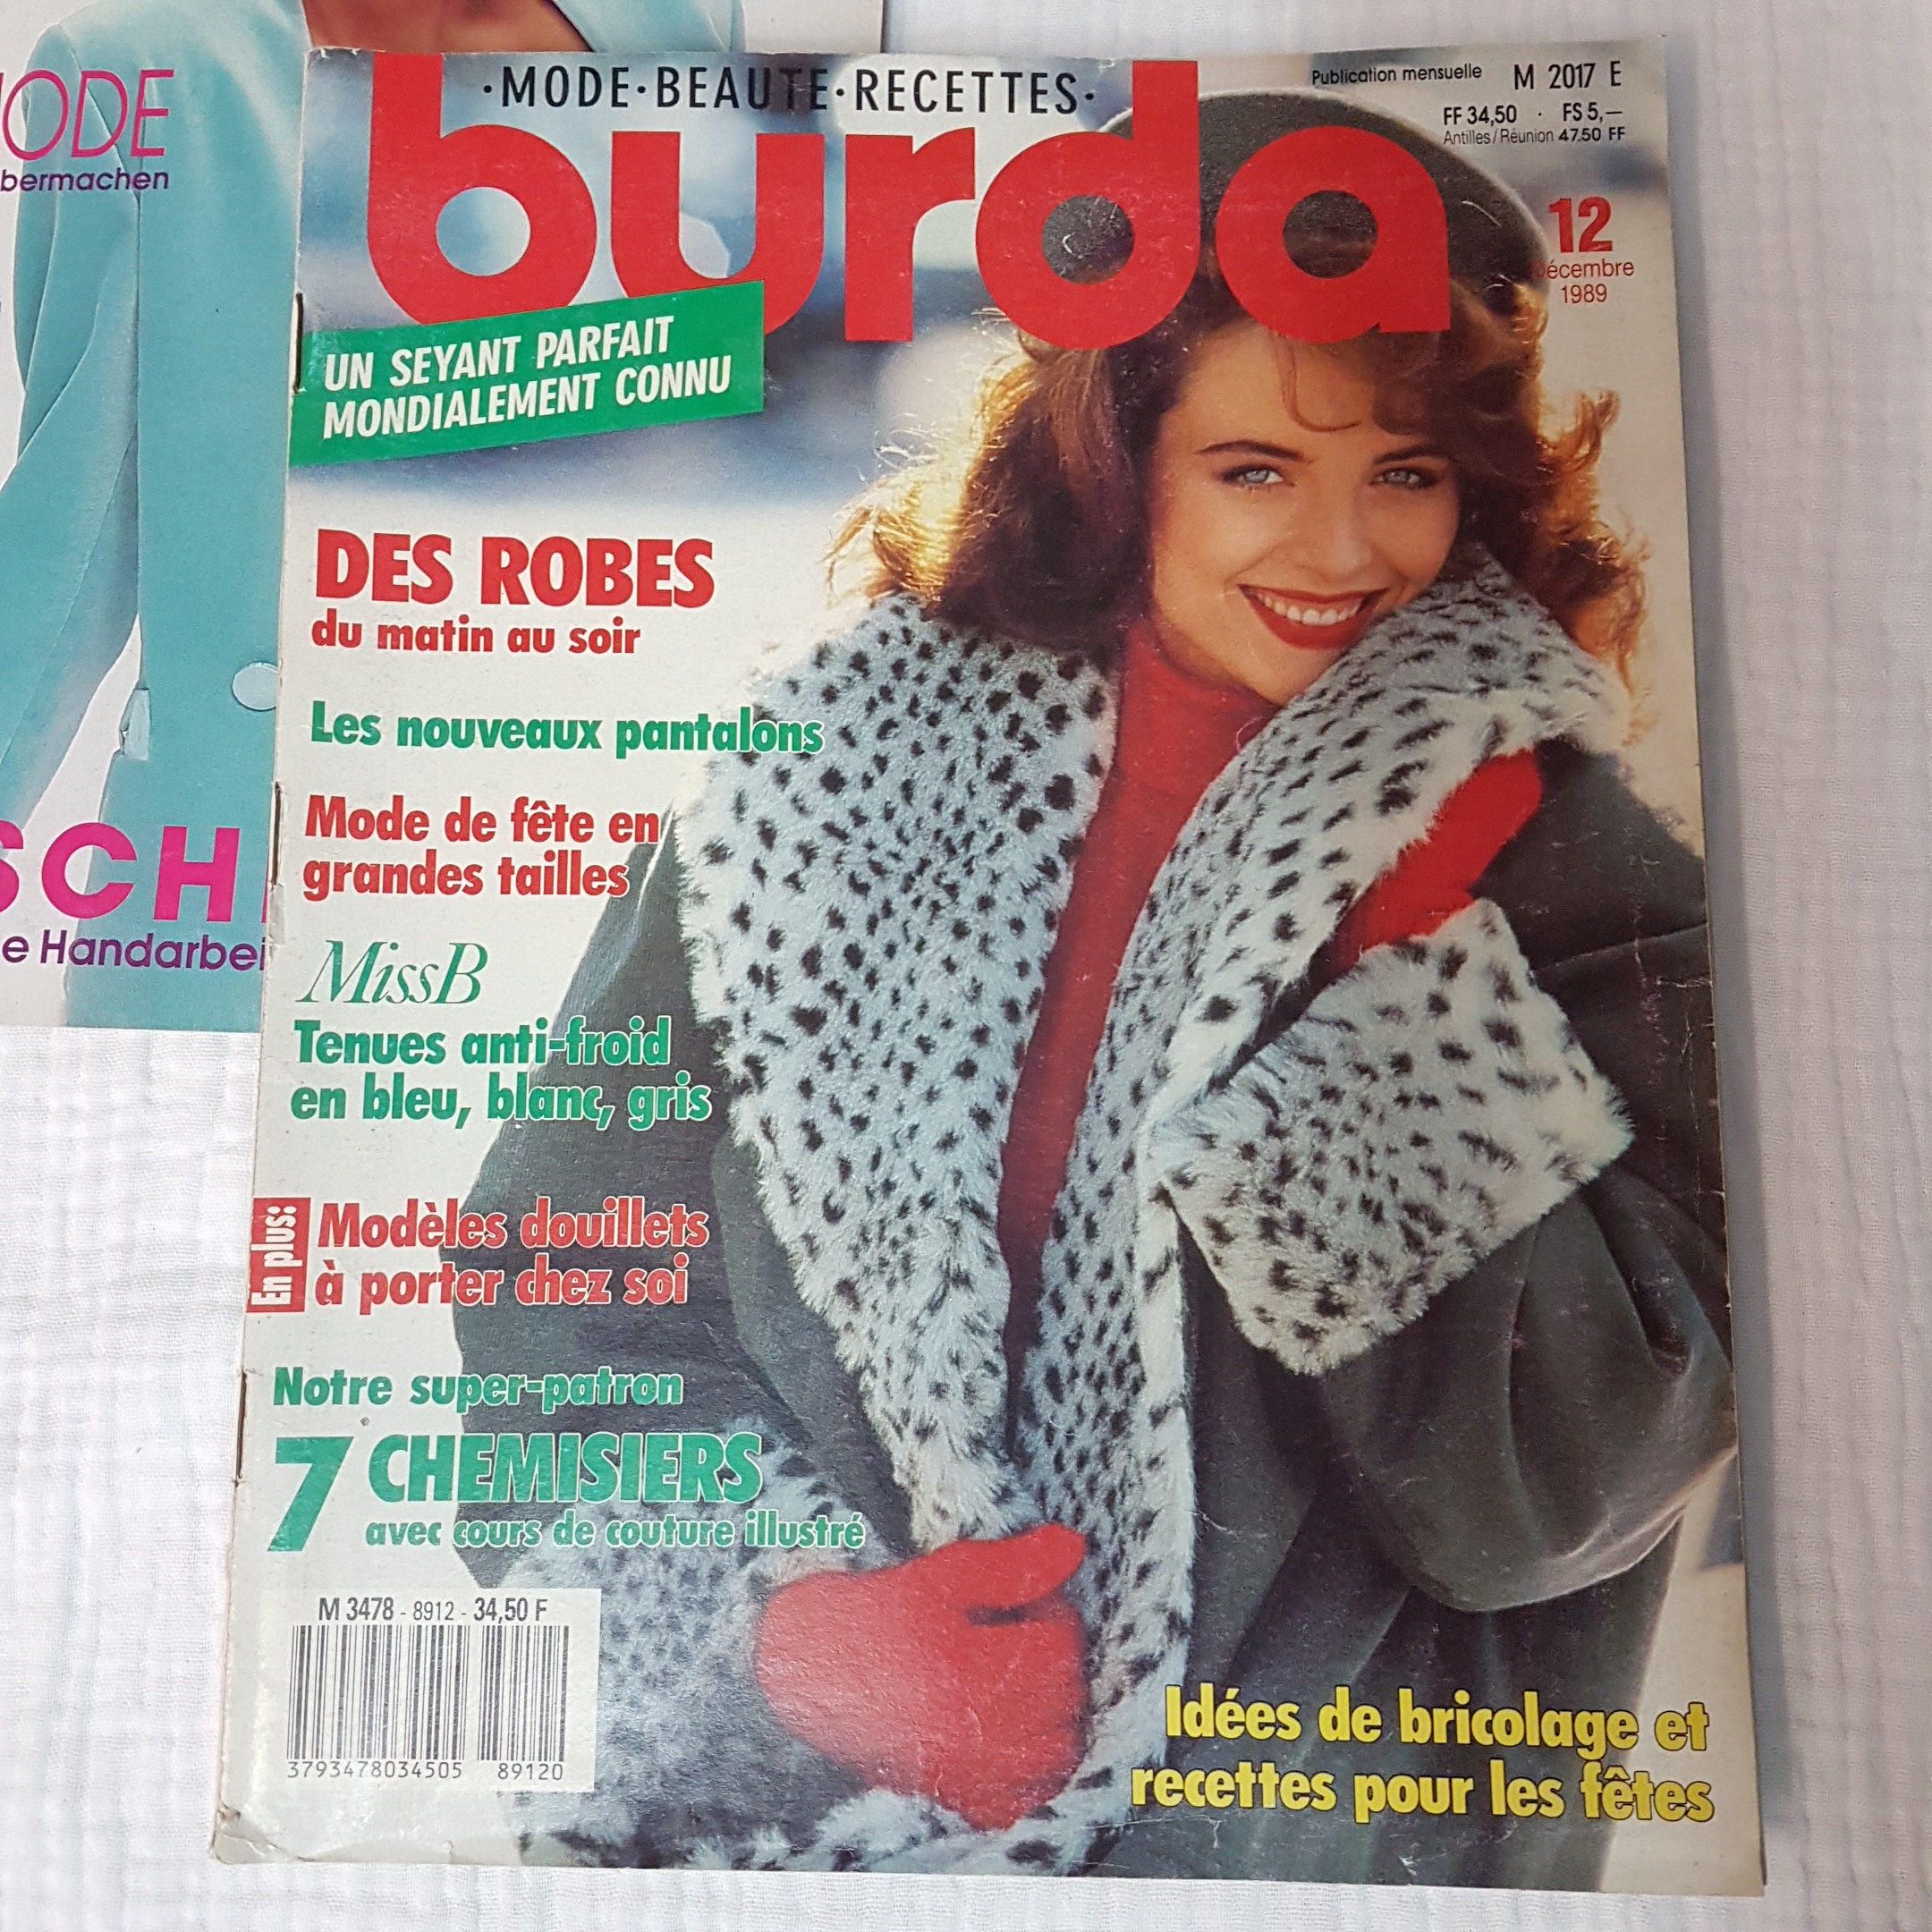 ODE
bermachen
SCH
e Handarbei
·MODE·BEAUTE·RECETTES·
burda
Publication mensuelle M 2017 E
FF 34,50 · FS 5,—
Antilles/Réunion 47.50 FF
12
Décembre
1989
UN SEYANT PARFAIT
MONDIALEMENT CONNU
DES ROBES
du matin au soir
Les nouveaux pantalons
Mode de fête en
grandes tailles
MissB
Tenues anti-froid
en bleu, blanc, gris
En plus:
Modèles douillets
à porter chez soi
Notre super-patron
7 CHEMISIERS
avec cours de couture illustré
M 3478 - 8912 - 34,50 F
3793478034505 89120
Idées de bricolage et
recettes pour les fêtes